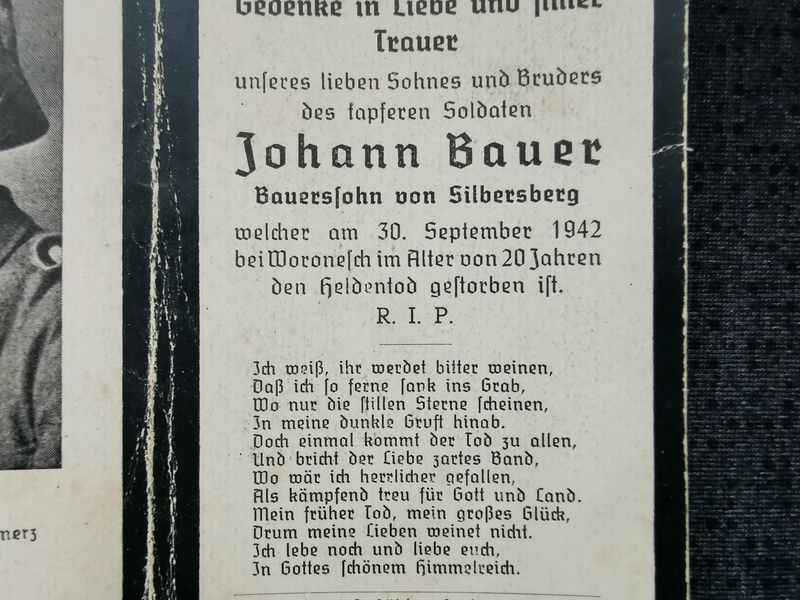 Gedenke in Liebe und stiller
Trauer
unſeres lieben Sohnes und Bruders
des tapferen Soldaten
Johann Bauer
Bauersſohn von Silbersberg
welcher am 30. September 1942
bei Woroneſch im Alter von 20 Jahren
den Heldentod geſtorben iſt.
R. I. P.
Ich weiß, ihr werdet bitter weinen,
Daß ich ſo ferne ſank ins Grab,
Wo nur die ſtillen Sterne ſcheinen,
In meine dunkle Gruft hinab.
Doch einmal kommt der Tod zu allen,
Und bricht der Liebe zartes Band,
Wo wär ich herrlicher gefallen,
Als kämpfend treu für Gott und Land.
Mein früher Tod, mein großes Glück,
Drum meine Lieben weinet nicht.
Ich lebe noch und liebe euch,
In Gottes ſchönem Himmelreich.